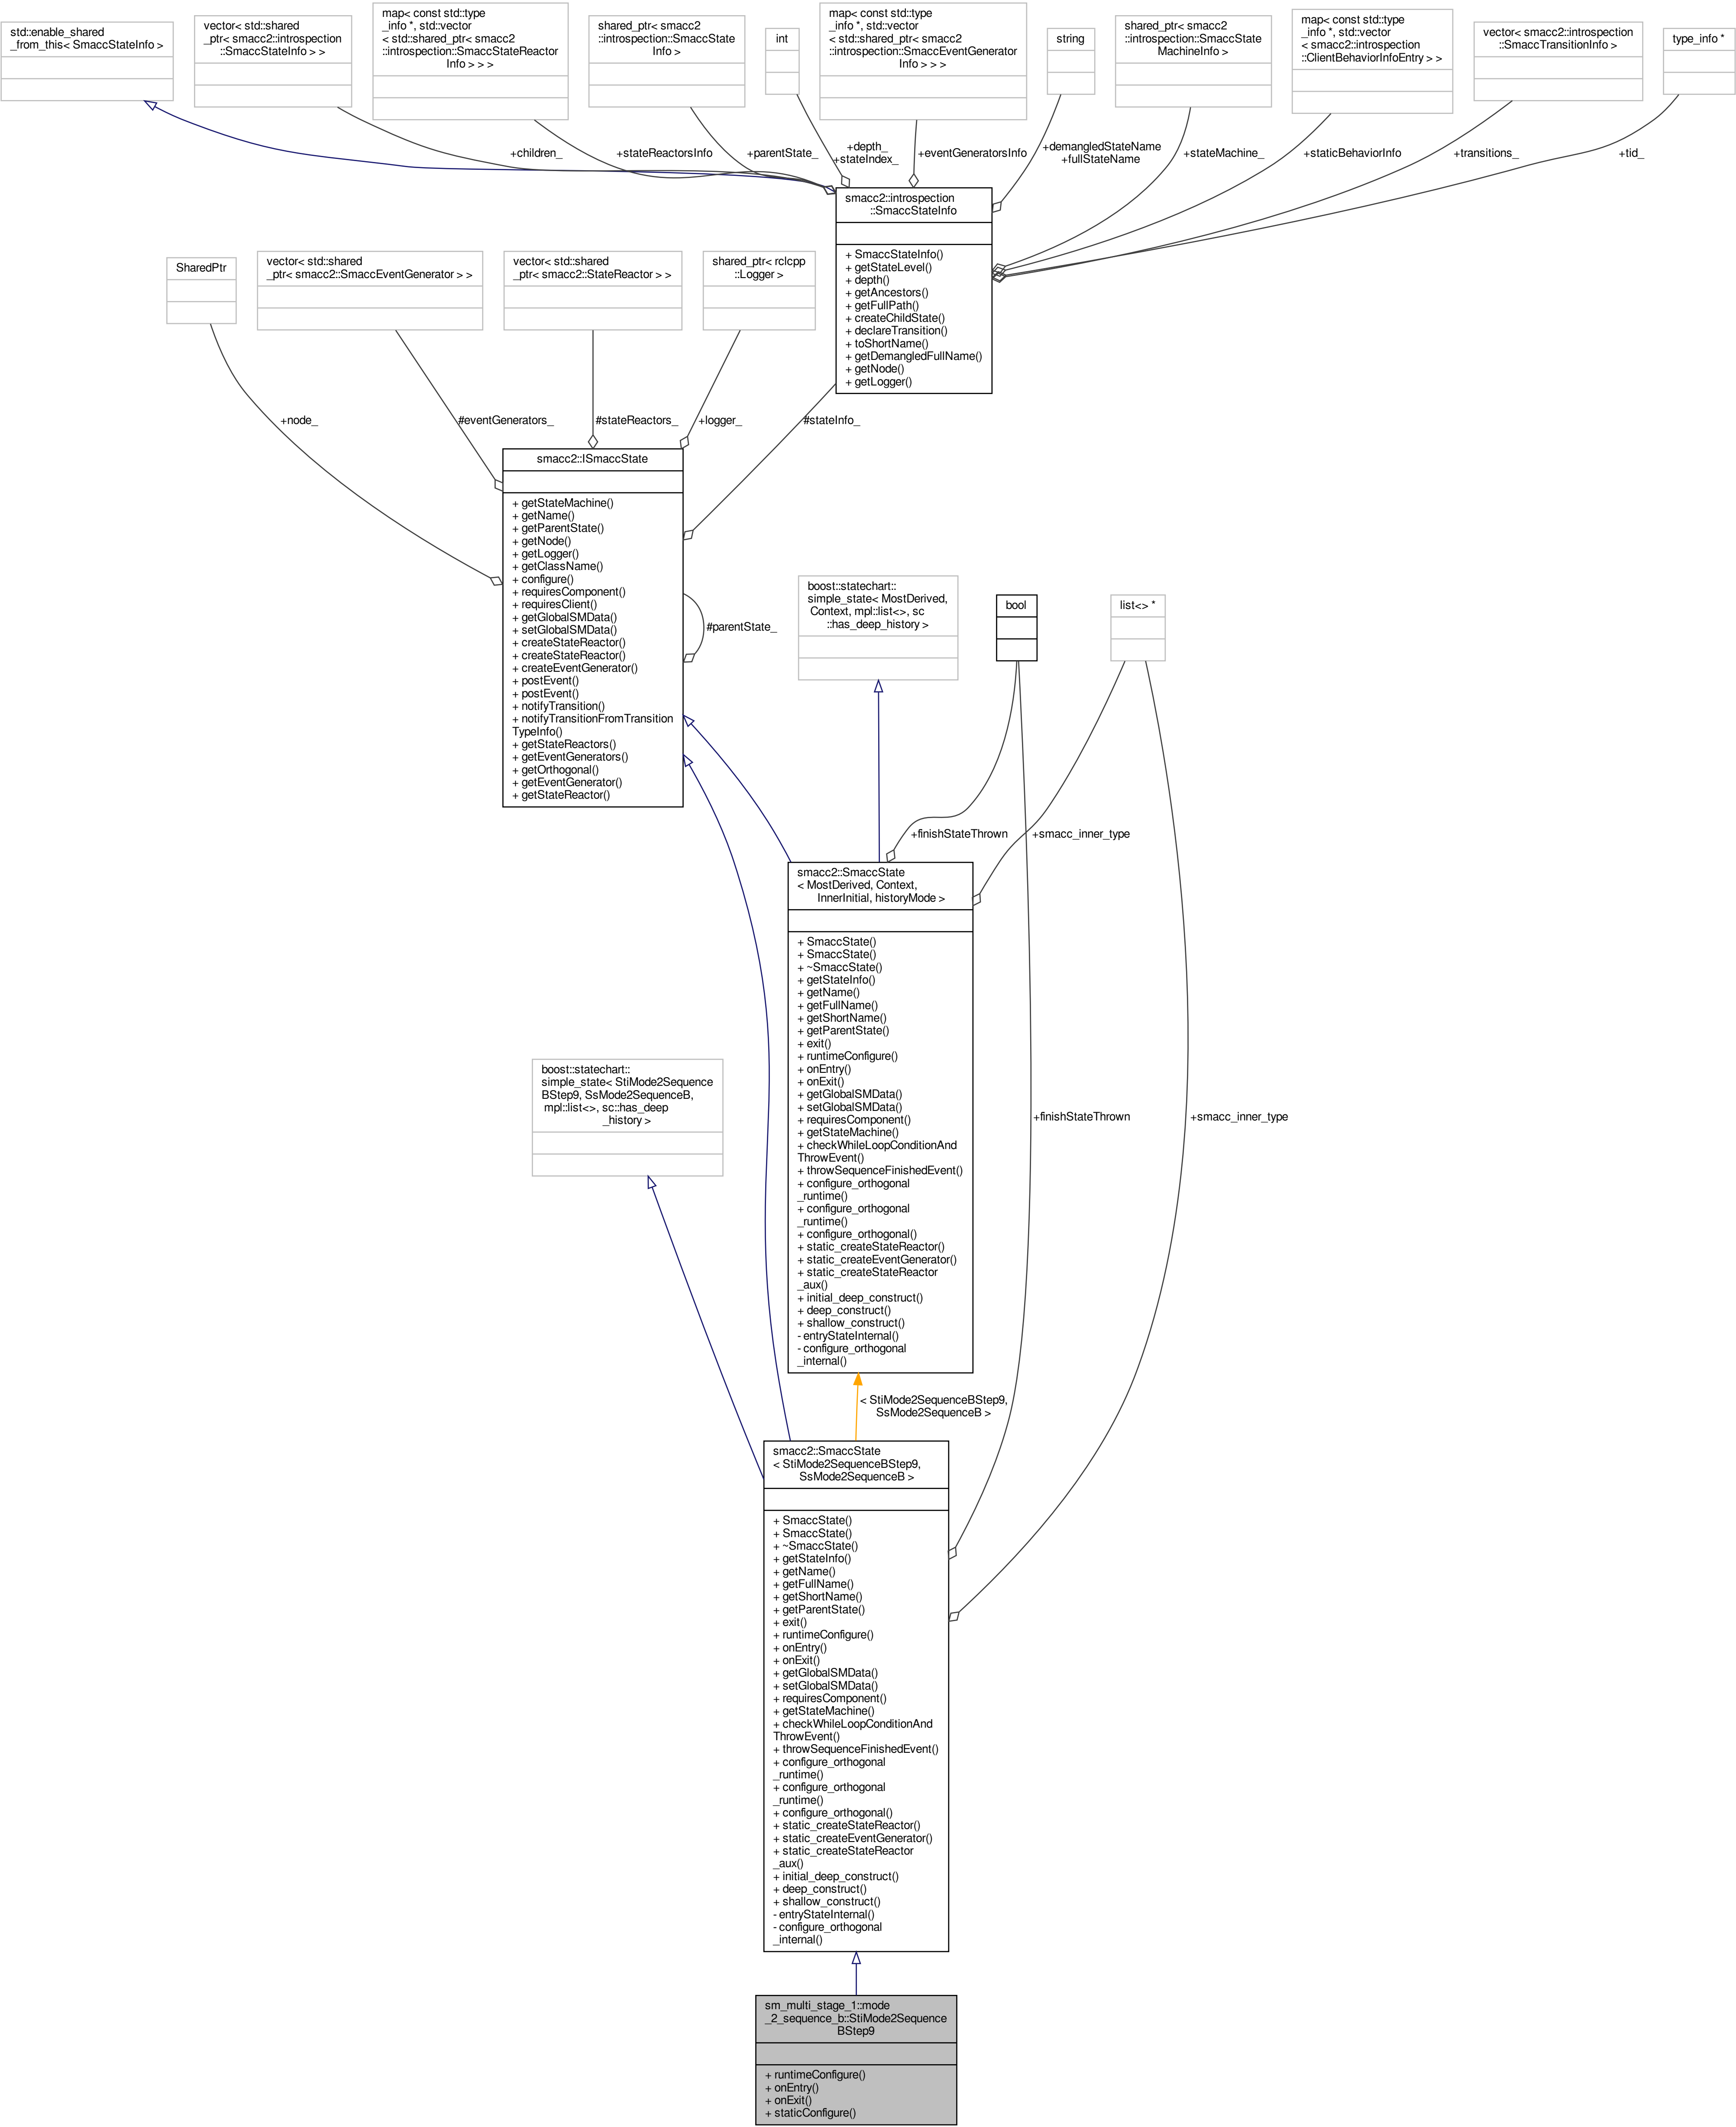 std::enable_shared
_from_this< SmaccStateInfo >
vector< std::shared
_ptr< smacc2::introspection
::SmaccStateInfo > >
map< const std::type
_info *, std::vector
< std::shared_ptr< smacc2
::introspection::SmaccStateReactor
Info > > >
shared_ptr< smacc2
::introspection::SmaccState
Info >
int
map< const std::type
_info *, std::vector
< std::shared_ptr< smacc2
::introspection::SmaccEventGenerator
Info > > >
string
shared_ptr< smacc2
::introspection::SmaccState
MachineInfo >
map< const std::type
_info *, std::vector
< smacc2::introspection
::ClientBehaviorInfoEntry > >
vector< smacc2::introspection
::SmaccTransitionInfo >
type_info *
+children_
+stateReactorsInfo
+parentState_
+depth_
+stateIndex_
+eventGeneratorsInfo
+demangledStateName
+fullStateName
+stateMachine_
+staticBehaviorInfo
+transitions_
+tid_
smacc2::introspection
::SmaccStateInfo
+ SmaccStateInfo()
+ getStateLevel()
+ depth()
+ getAncestors()
+ getFullPath()
+ createChildState()
+ declareTransition()
+ toShortName()
+ getDemangledFullName()
+ getNode()
+ getLogger()
SharedPtr
vector< std::shared
_ptr< smacc2::SmaccEventGenerator > >
vector< std::shared
_ptr< smacc2::StateReactor > >
shared_ptr< rclcpp
::Logger >
+node_
#eventGenerators_
#stateReactors_
+logger_
#stateInfo_
smacc2::ISmaccState
+ getStateMachine()
+ getName()
+ getParentState()
+ getNode()
+ getLogger()
+ getClassName()
+ configure()
+ requiresComponent()
+ requiresClient()
+ getGlobalSMData()
+ setGlobalSMData()
+ createStateReactor()
+ createStateReactor()
+ createEventGenerator()
+ postEvent()
+ postEvent()
+ notifyTransition()
+ notifyTransitionFromTransition
TypeInfo()
+ getStateReactors()
+ getEventGenerators()
+ getOrthogonal()
+ getEventGenerator()
+ getStateReactor()
#parentState_
boost::statechart::
simple_state< MostDerived,
Context, mpl::list<>, sc
::has_deep_history >
bool
list<> *
+finishStateThrown
+smacc_inner_type
smacc2::SmaccState
< MostDerived, Context,
InnerInitial, historyMode >
+ SmaccState()
+ SmaccState()
+ ~SmaccState()
+ getStateInfo()
+ getName()
+ getFullName()
+ getShortName()
+ getParentState()
+ exit()
+ runtimeConfigure()
+ onEntry()
+ onExit()
+ getGlobalSMData()
+ setGlobalSMData()
+ requiresComponent()
+ getStateMachine()
+ checkWhileLoopConditionAnd
ThrowEvent()
+ throwSequenceFinishedEvent()
+ configure_orthogonal
_runtime()
+ configure_orthogonal
_runtime()
+ configure_orthogonal()
+ static_createStateReactor()
+ static_createEventGenerator()
+ static_createStateReactor
_aux()
+ initial_deep_construct()
+ deep_construct()
+ shallow_construct()
- entryStateInternal()
- configure_orthogonal
_internal()
boost::statechart::
simple_state< StiMode2Sequence
BStep9, SsMode2SequenceB,
mpl::list<>, sc::has_deep
_history >
+finishStateThrown
+smacc_inner_type
< StiMode2SequenceBStep9,
SsMode2SequenceB >
smacc2::SmaccState
< StiMode2SequenceBStep9,
SsMode2SequenceB >
+ SmaccState()
+ SmaccState()
+ ~SmaccState()
+ getStateInfo()
+ getName()
+ getFullName()
+ getShortName()
+ getParentState()
+ exit()
+ runtimeConfigure()
+ onEntry()
+ onExit()
+ getGlobalSMData()
+ setGlobalSMData()
+ requiresComponent()
+ getStateMachine()
+ checkWhileLoopConditionAnd
ThrowEvent()
+ throwSequenceFinishedEvent()
+ configure_orthogonal
_runtime()
+ configure_orthogonal
_runtime()
+ configure_orthogonal()
+ static_createStateReactor()
+ static_createEventGenerator()
+ static_createStateReactor
_aux()
+ initial_deep_construct()
+ deep_construct()
+ shallow_construct()
- entryStateInternal()
- configure_orthogonal
_internal()
sm_multi_stage_1::mode
_2_sequence_b::StiMode2Sequence
BStep9
+ runtimeConfigure()
+ onEntry()
+ onExit()
+ staticConfigure()